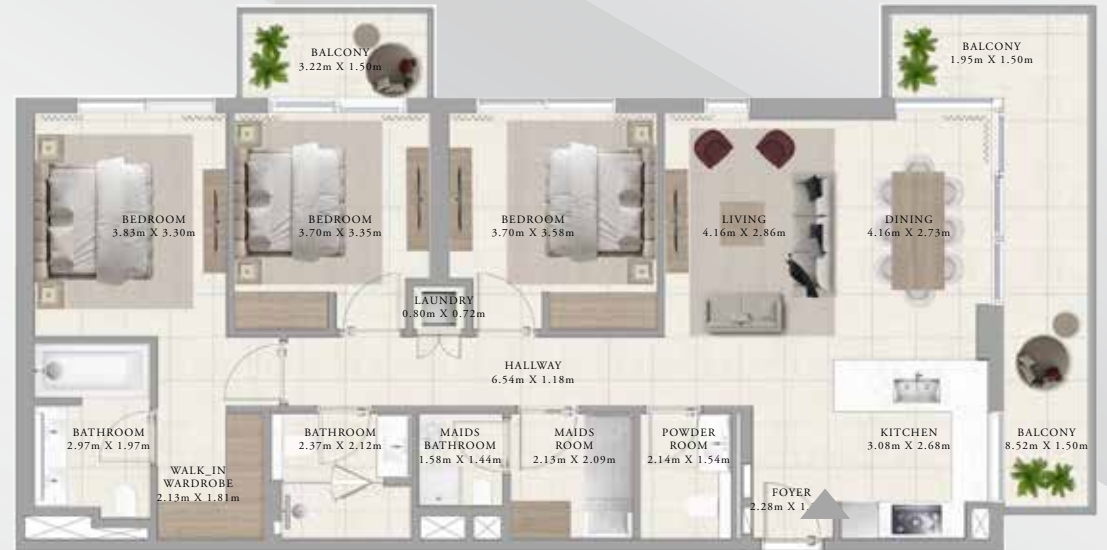 BALCONY
3.22m X 1.50m
BALCONY
1.95m X 1.50m
BEDROOM
3.83m X 3.30m
BEDROOM
3.70m X 3.35m
BEDROOM
3.70m X 3.58m
LIVING
4.16m X 2.86m
DINING
4.16m X 2.73m
LAUNDRY
0.80m X 0.72m
HALLWAY
6.54m X 1.18m
BATHROOM
2.97m X 1.97m
WALK_IN
WARDROBE
2.13m X 1.81m
BATHROOM
2.37m X 2.12m
MAIDS
BATHROOM
1.58m X 1.44m
MAIDS
ROOM
2.13m X 2.09m
POWDER
ROOM
2.14m X 1.54m
FOYER
2.28m X
KITCHEN
3.08m X 2.68m
BALCONY
8.52m X 1.50m